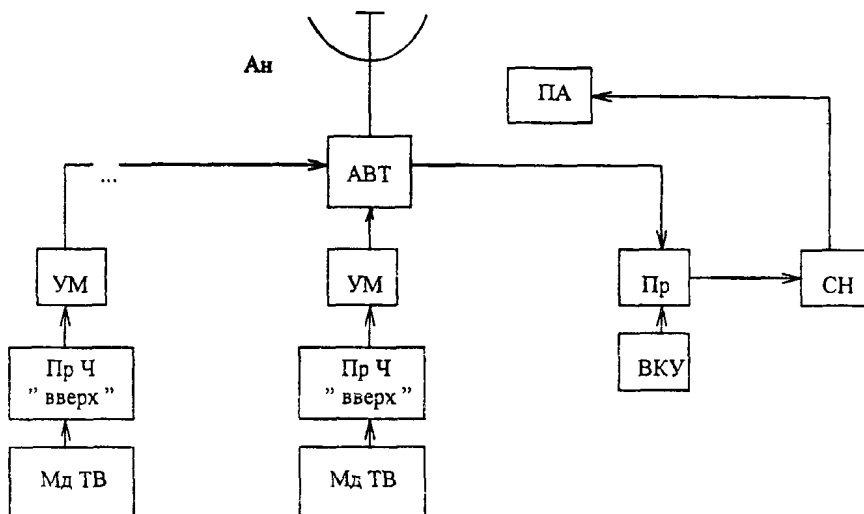 Ан
ПА
...
АВТ
УМ
УМ
Пр
СН
Пр Ч
" вверх "
Пр Ч
" вверх "
ВКУ
Мд ТВ
Мд ТВ